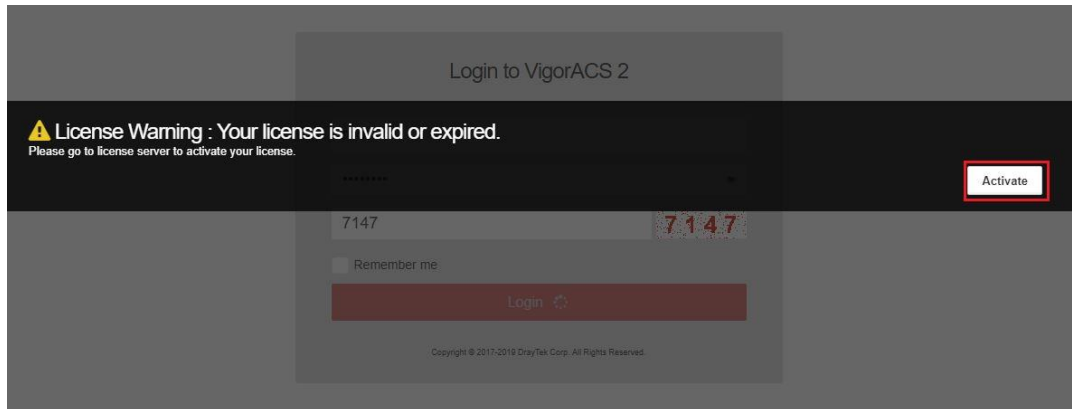 Login to VigorACS 2
License Warning : Your license is invalid or expired.
Please go to license server to activate your license.
Activate
7147
7147
Remember me
Login
Copyright © 2017-2019 DrayTek Corp. All Rights Reserved.